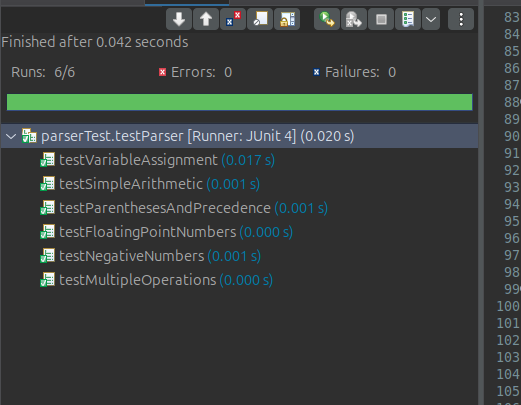 Finished after 0.042 seconds
Runs: 6/6 Errors: 0 Failures: 0
parserTest.testParser [Runner: JUnit 4] (0.020 s)
testVariableAssignment (0.017 s)
testSimpleArithmetic (0.001 s)
testParenthesesAndPrecedence (0.001 s)
testFloatingPointNumbers (0.000 s)
testNegativeNumbers (0.001 s)
testMultipleOperations (0.000 s)
83
84
85
86
87
88
89
90
91
92
93
94
95
96
97
98
99
100
101
102
103
104
105